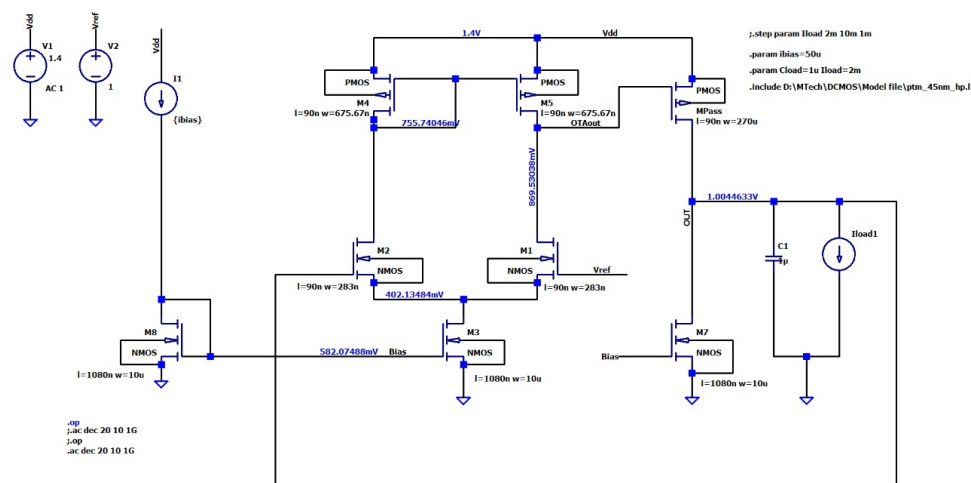 Vdd
V1
1.4
AC 1
Vref
V2
1
Vdd
I1
{ibias}
1.4V
Vdd
PMOS
M4
l=90n w=675.67n
PMOS
M5
l=90n w=675.67n
755.74046mV
OTAout
PMOS
MPass
l=90n w=270u
;.step param Iload 2m 10m 1m
.param ibias=50u
.param Cload=1u Iload=2m
.include D:\MTech\DCMOS\Model file\ptm_45nm_hp.l
869.53038mV
1.0044633V
OUT
M2
NMOS
l=90n w=283n
M1
NMOS
l=90n w=283n
Vref
C1
1µ
Iload1
402.13484mV
M8
NMOS
l=1080n w=10u
582.07488mV
Bias
M3
NMOS
l=1080n w=10u
Bias
M7
NMOS
l=1080n w=10u
.op
;.ac dec 20 10 1G
;.op
.ac dec 20 10 1G